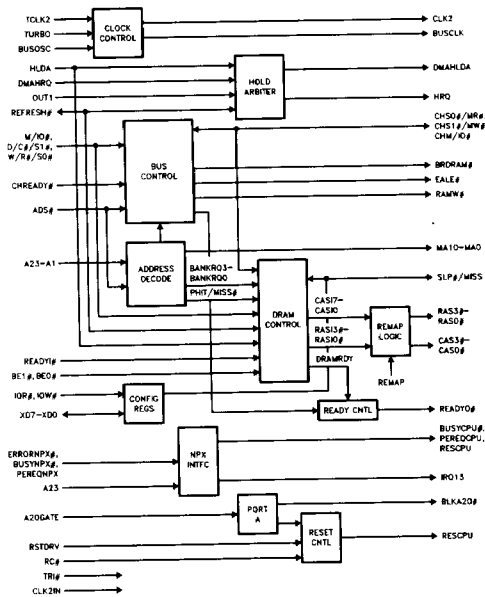 TCLK2
TURBO
BUSOSC
CLOCK
CONTROL
CLK2
BUSCLK
HLDA
DMAHRQ
OUT1
REFRESH#
HOLD
ARBITER
DMAHLDA
HRQ
M/IO#,
D/C#/S1#,
W/R#/S0#
CHREADY#
ADS#
BUS
CONTROL
CHS0#/MR#,
CHS1#/MW#
CHM/IO#
BRDRAM#
EALE#
RAMW#
A23-A1
ADDRESS
DECODE
BANKRQ3-
BANKRQ0
PHIT/MISS#
MA10-MA0
DRAM
CONTROL
SLP#/MISS
CASI7-
CASI0
RASI3#-
RASI0#
DRAMRDY
REMAP
LOGIC
RAS3#-
RAS0#
CAS3#-
CAS0#
REMAP
READYI#
BE1#, BE0#
IOR#, IOW#
XD7-XD0
CONFIG
REGS
READY CNTL
READYO#
ERRORNPX#,
BUSYNPX#,
PEREQNPX
A23
NPX
INTFC
BUSYCPU#,
PEREQCPU,
RESCPU
IRQ13
A20GATE
PORT
A
BLKA20#
RSTDRV
RC#
RESET
CNTL
RESCPU
TRI#
CLK2IN